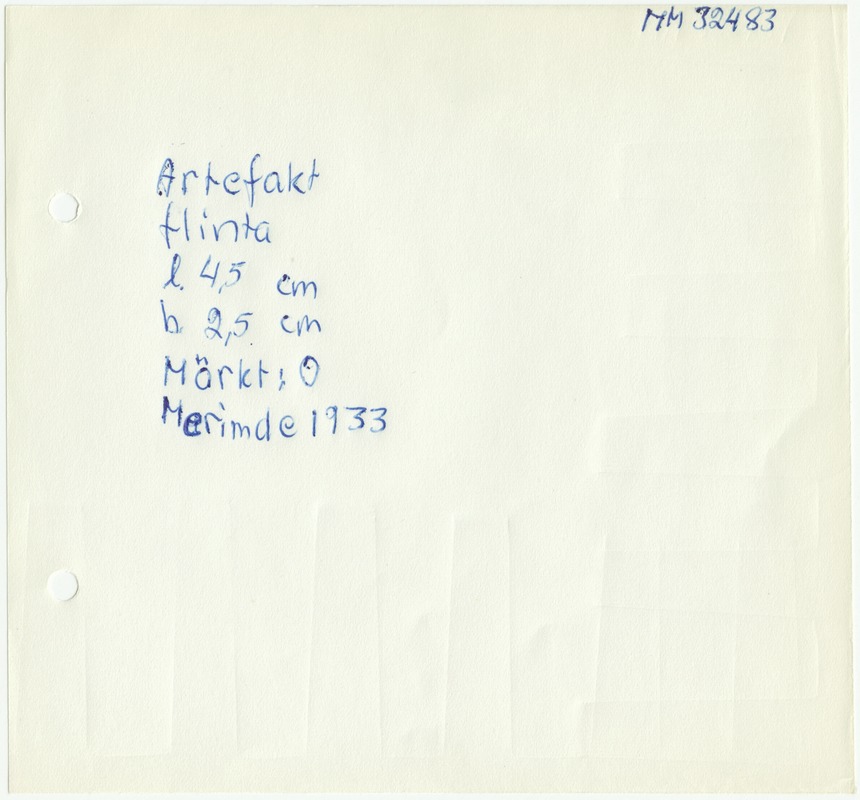 MM 32483
Artefakt
flinta
l. 4,5 cm
b. 2,5 cm
Märkt: O
Merimde 1933